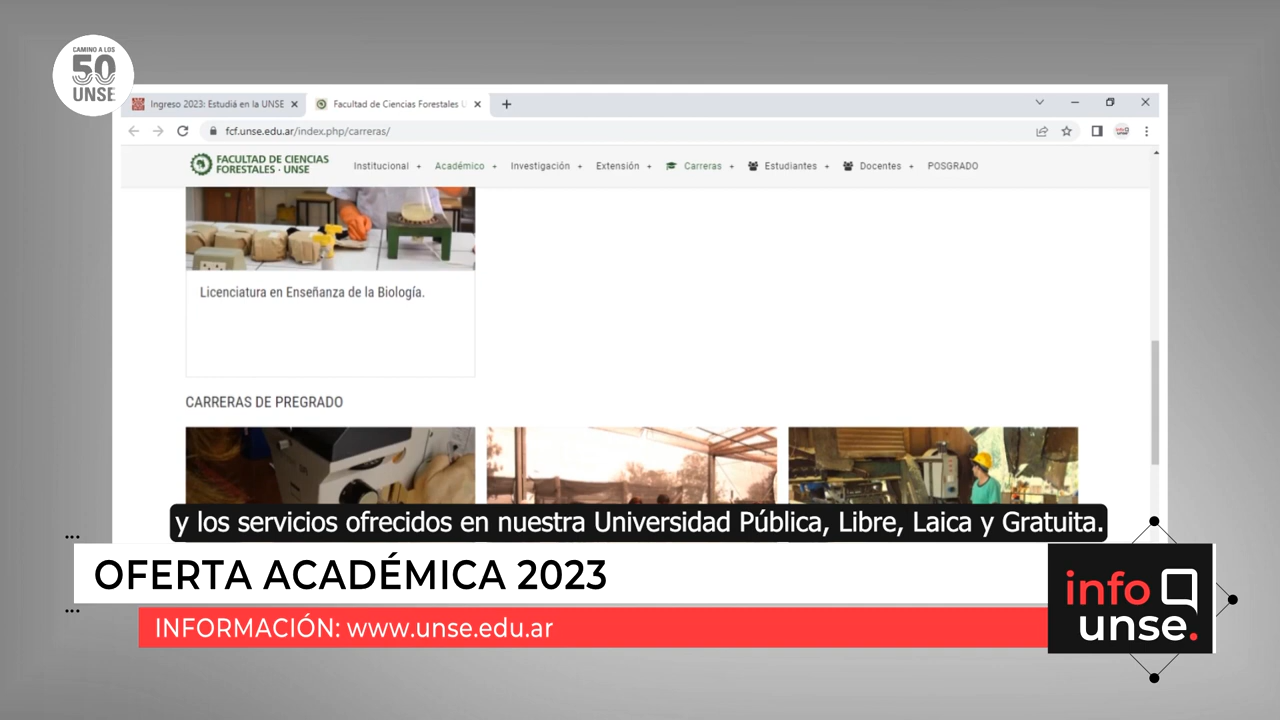 CAMINO A LOS
50
UNSE
Ingreso 2023: Estudiá en la UNSE
Facultad de Ciencias Forestales U
fcf.unse.edu.ar/index.php/carreras/
FACULTAD DE CIENCIAS
FORESTALES · UNSE
Institucional +
Académico +
Investigación +
Extensión +
Carreras +
Estudiantes +
Docentes +
POSGRADO
Licenciatura en Enseñanza de la Biología.
CARRERAS DE PREGRADO
y los servicios ofrecidos en nuestra Universidad Pública, Libre, Laica y Gratuita.
OFERTA ACADÉMICA 2023
INFORMACIÓN: www.unse.edu.ar
info
unse.